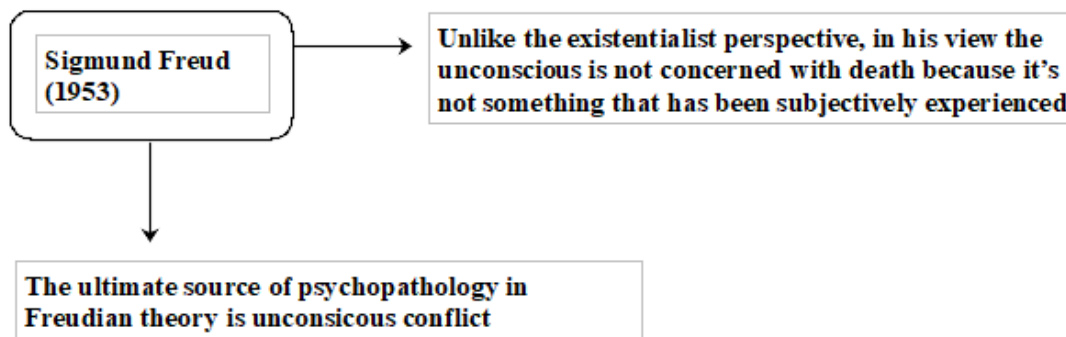 Sigmund Freud
(1953)
Unlike the existentialist perspective, in his view the
unconscious is not concerned with death because it's
not something that has been subjectively experienced
The ultimate source of psychopathology in
Freudian theory is unconsicous conflict